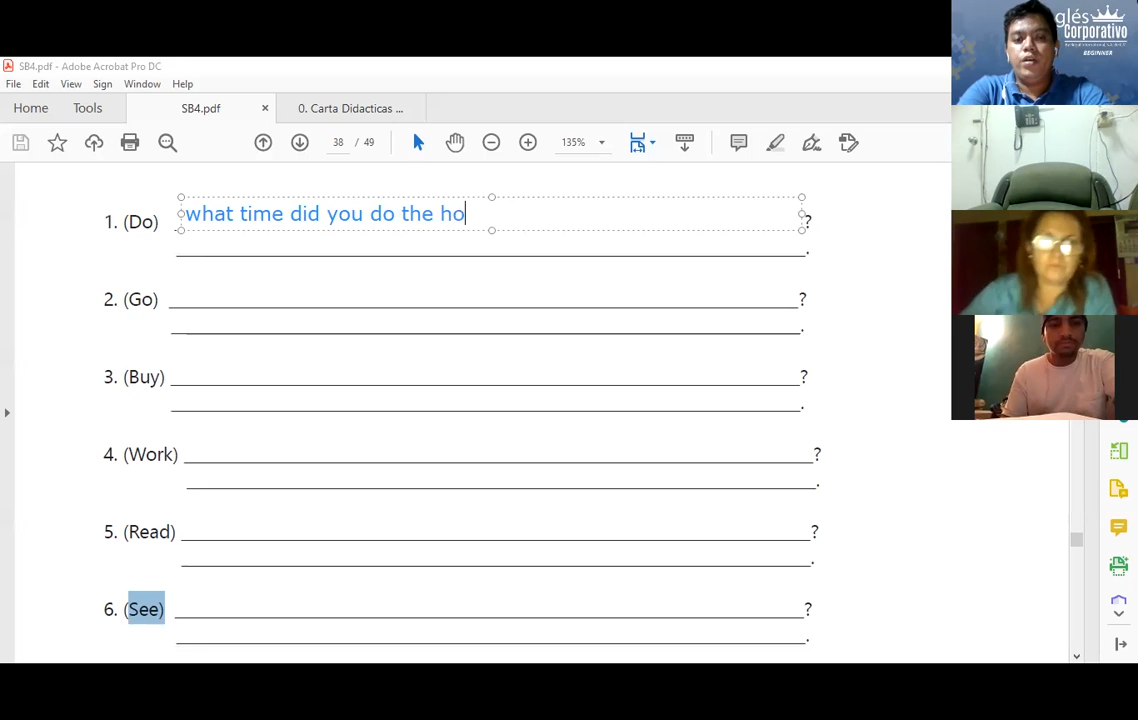 glés
Corporativo
BEGINNER
SB4.pdf - Adobe Acrobat Pro DC
File Edit View Sign Window Help
Home Tools SB4.pdf × 0. Carta Didacticas ...
38 / 49 135%
1. (Do) what time did you do the ho ?
.
2. (Go) ?
.
3. (Buy) ?
.
4. (Work) ?
.
5. (Read) ?
.
6. (See) ?
.